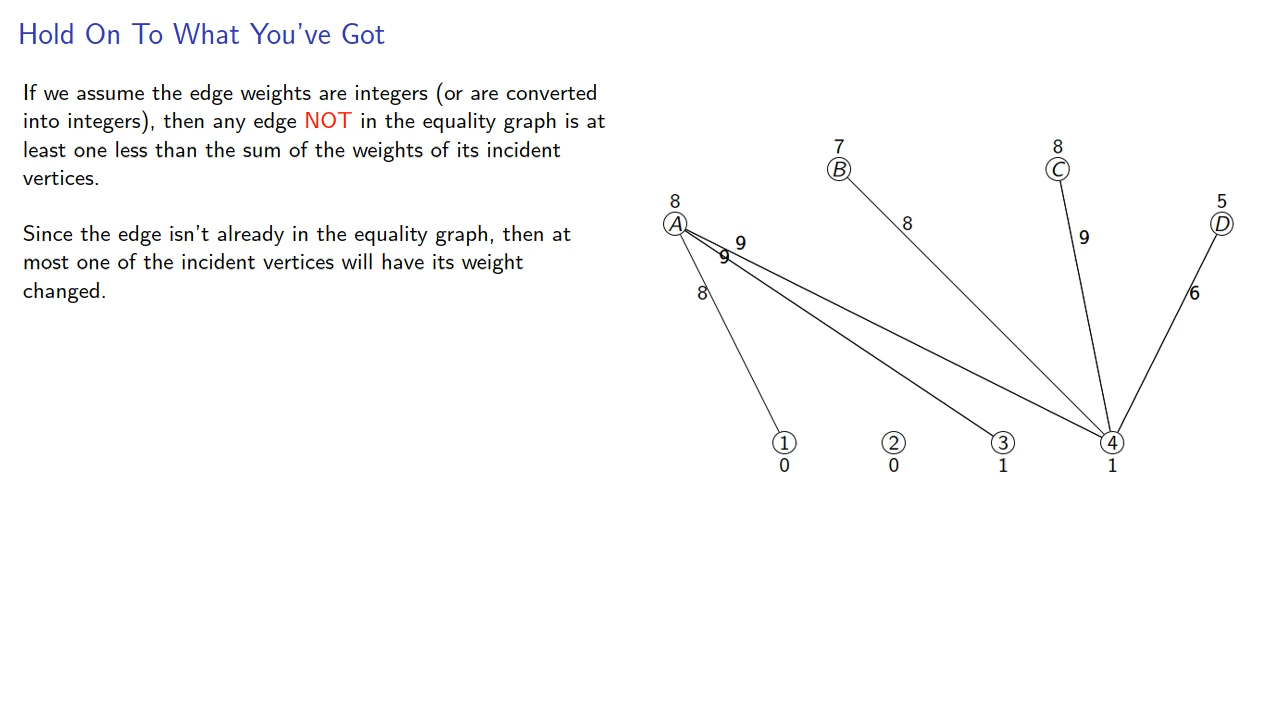 Hold On To What You've Got
If we assume the edge weights are integers (or are converted
into integers), then any edge NOT in the equality graph is at
least one less than the sum of the weights of its incident
vertices.
Since the edge isn't already in the equality graph, then at
most one of the incident vertices will have its weight
changed.
7
8
B
C
8
5
A
D
8
9
9
9
8
6
1
2
3
4
0
0
1
1